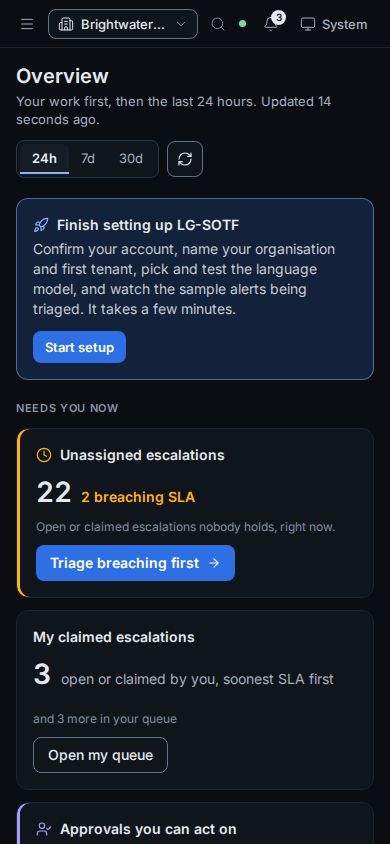 Brightwater...
3
System
Overview
Your work first, then the last 24 hours. Updated 14
seconds ago.
24h
7d
30d
Finish setting up LG-SOTF
Confirm your account, name your organisation
and first tenant, pick and test the language
model, and watch the sample alerts being
triaged. It takes a few minutes.
Start setup
NEEDS YOU NOW
Unassigned escalations
22 2 breaching SLA
Open or claimed escalations nobody holds, right now.
Triage breaching first
My claimed escalations
3 open or claimed by you, soonest SLA first
and 3 more in your queue
Open my queue
Approvals you can act on